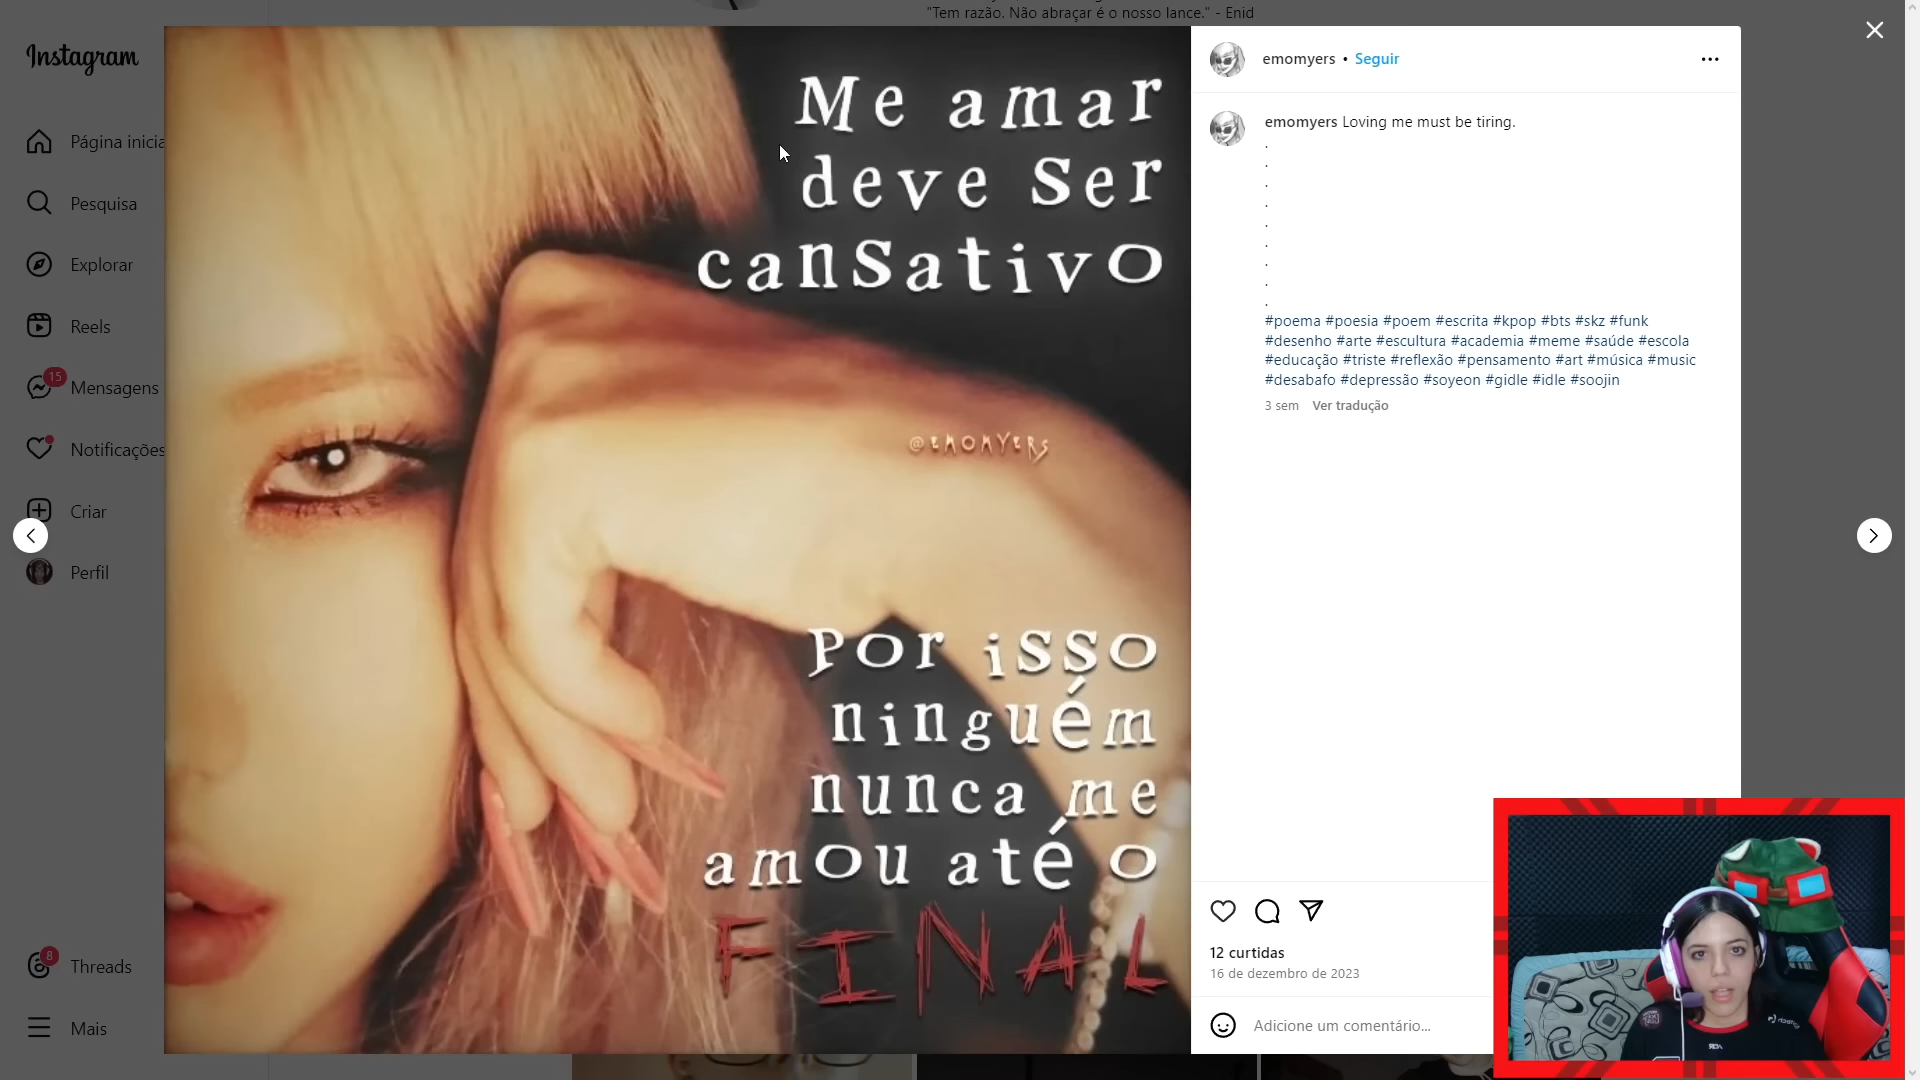 "Tem razão. Não abraçar é o nosso lance." - Enid
Instagram
Página inicia
Pesquisa
Explorar
Reels
15
Mensagens
Notificações
Criar
Perfil
8
Threads
Mais
Me amar
deve ser
cansativo
@EMOMYERS
Por isso
ninguém
nunca me
amou até o
FINAL
emomyers • Seguir
emomyers Loving me must be tiring.
.
.
.
.
.
.
.
.
.
#poema #poesia #poem #escrita #kpop #bts #skz #funk
#desenho #arte #escultura #academia #meme #saúde #escola
#educação #triste #reflexão #pensamento #art #música #music
#desabafo #depressão #soyeon #gidle #idle #soojin
3 sem Ver tradução
12 curtidas
16 de dezembro de 2023
Adicione um comentário...